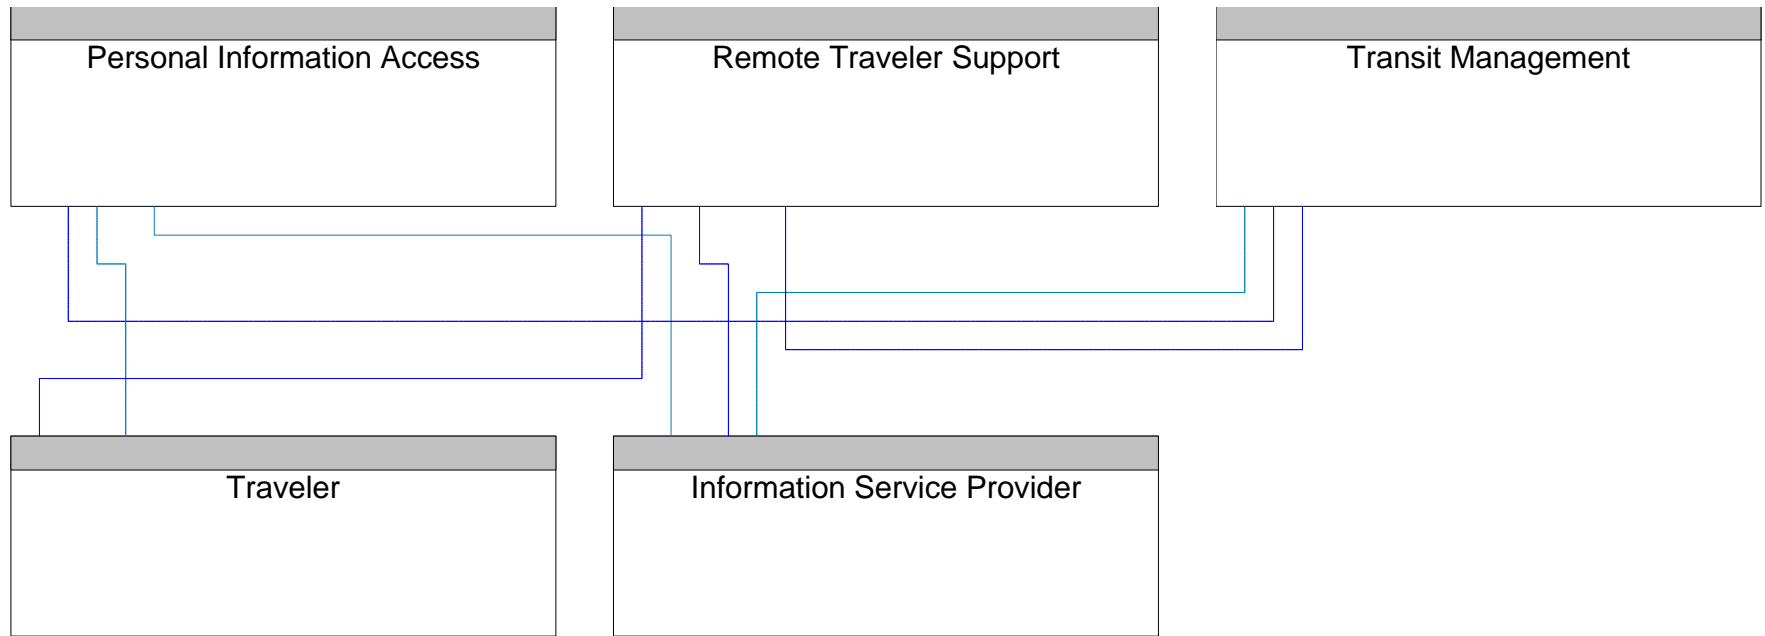 Personal Information Access
Remote Traveler Support
Transit Management
Traveler
Information Service Provider